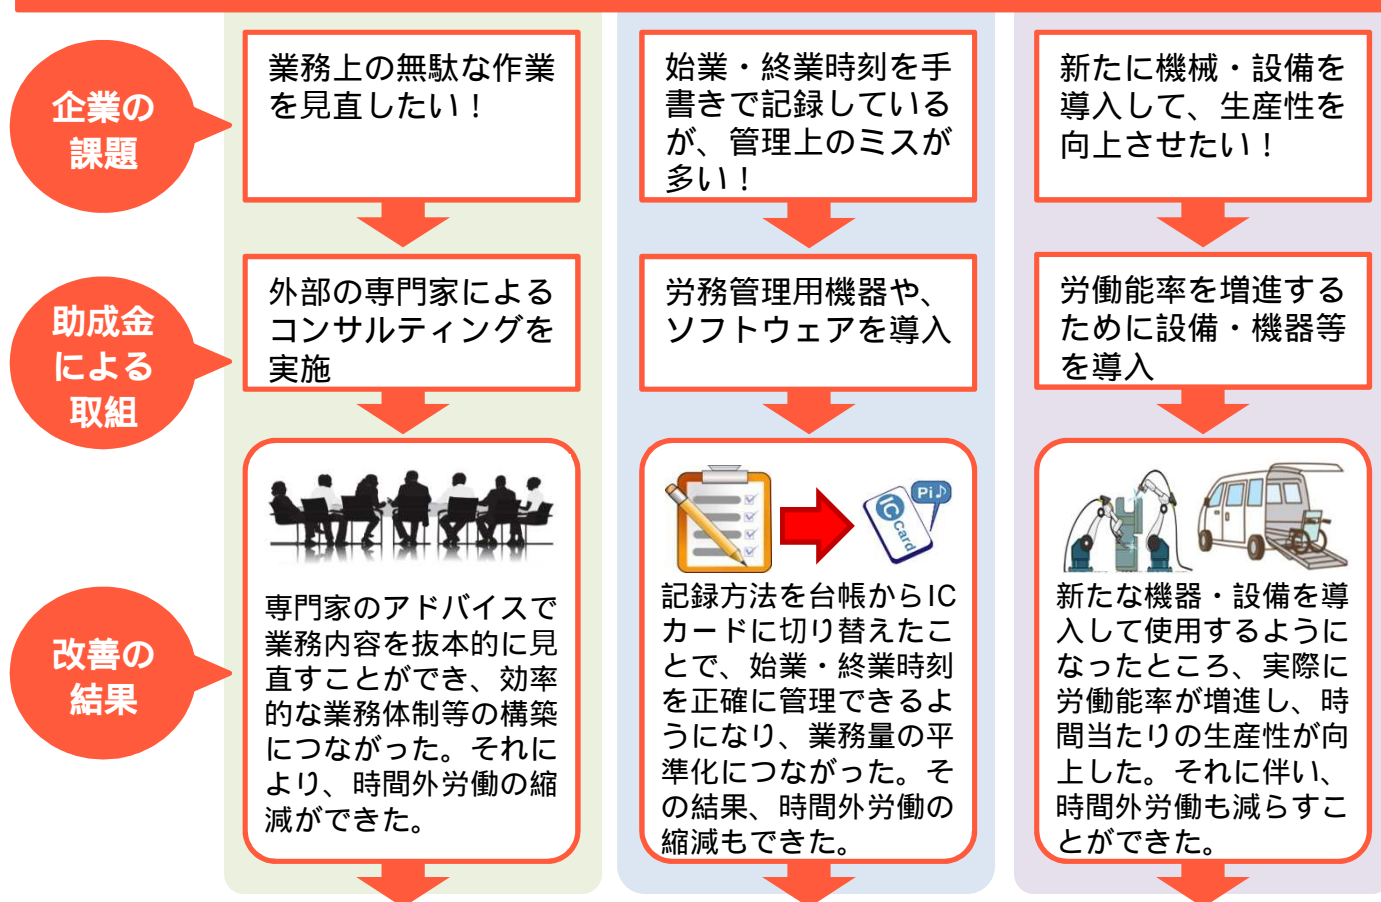 企業の
課題
業務上の無駄な作業
を見直したい！
始業・終業時刻を手
書きで記録している
が、管理上のミスが
多い！
新たに機械・設備を
導入して、生産性を
向上させたい！
助成金
による
取組
外部の専門家による
コンサルティングを
実施
労務管理用機器や、
ソフトウェアを導入
労働能率を増進する
ために設備・機器等
を導入
改善の
結果
専門家のアドバイスで
業務内容を抜本的に見
直すことができ、効率
的な業務体制等の構築
につながった。それに
より、時間外労働の縮
減ができた。
Pi♪
IC
Card
記録方法を台帳からIC
カードに切り替えたこ
とで、始業・終業時刻
を正確に管理できるよ
うになり、業務量の平
準化につながった。そ
の結果、時間外労働の
縮減もできた。
新たな機器・設備を導
入して使用するように
なったところ、実際に
労働能率が増進し、時
間当たりの生産性が向
上した。それに伴い、
時間外労働も減らすこ
とができた。